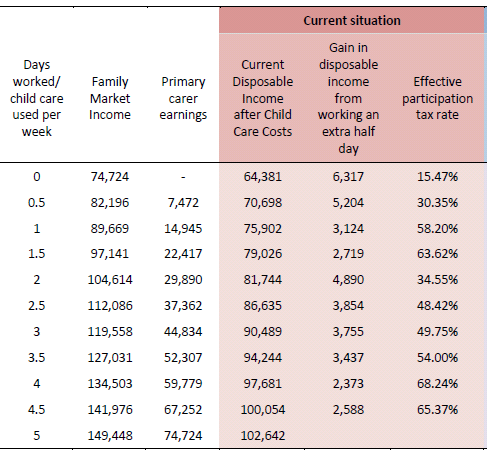 Current situation
Days worked/ child care used per week	Family Market Income	Primary carer earnings	Current Disposable Income after Child Care Costs	Gain in disposable income from working an extra half day	Effective participation tax rate
0	74,724	-	64,381	6,317	15.47%
0.5	82,196	7,472	70,698	5,204	30.35%
1	89,669	14,945	75,902	3,124	58.20%
1.5	97,141	22,417	79,026	2,719	63.62%
2	104,614	29,890	81,744	4,890	34.55%
2.5	112,086	37,362	86,635	3,854	48.42%
3	119,558	44,834	90,489	3,755	49.75%
3.5	127,031	52,307	94,244	3,437	54.00%
4	134,503	59,779	97,681	2,373	68.24%
4.5	141,976	67,252	100,054	2,588	65.37%
5	149,448	74,724	102,642